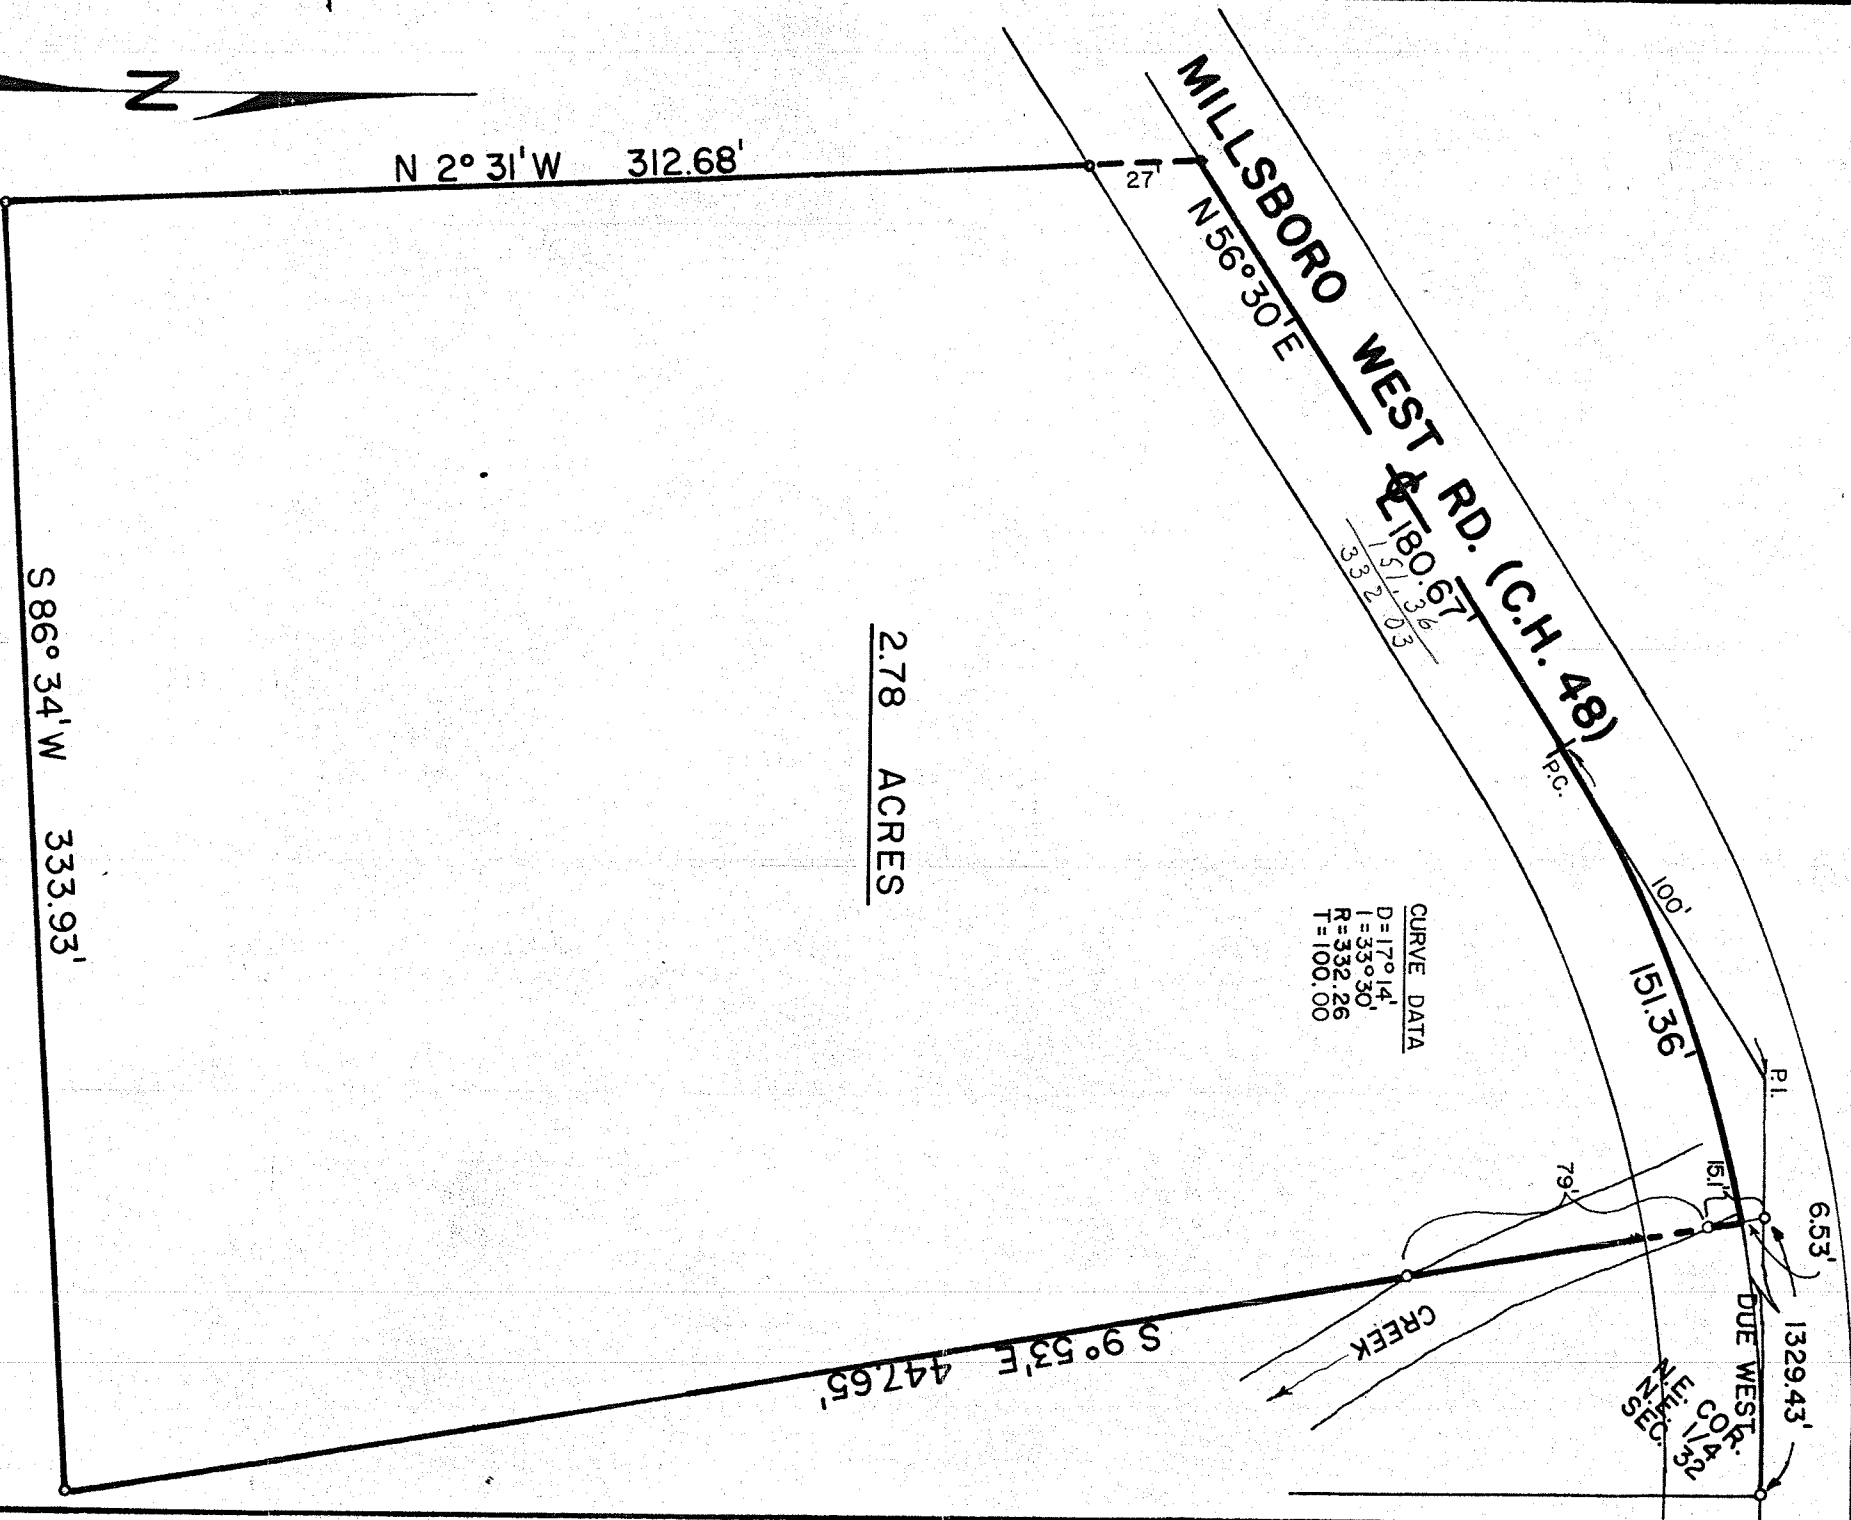 N
N 2° 31' W 312.68'
27'
MILLSBORO WEST RD. (C.H. 48)
N 56° 30' E
℄ 180.67'
151.36
332.03
P.C.
100'
151.36'
P.I.
CURVE DATA
D=17° 14'
I=33° 30'
R=332.26
T=100.00
2.78 ACRES
S 86° 34' W 333.93'
S 9° 53' E 447.65'
79'
15.1'
6.53'
CREEK
1329.43'
DUE WEST
N.E. COR.
N.E. 1/4
SEC. 32